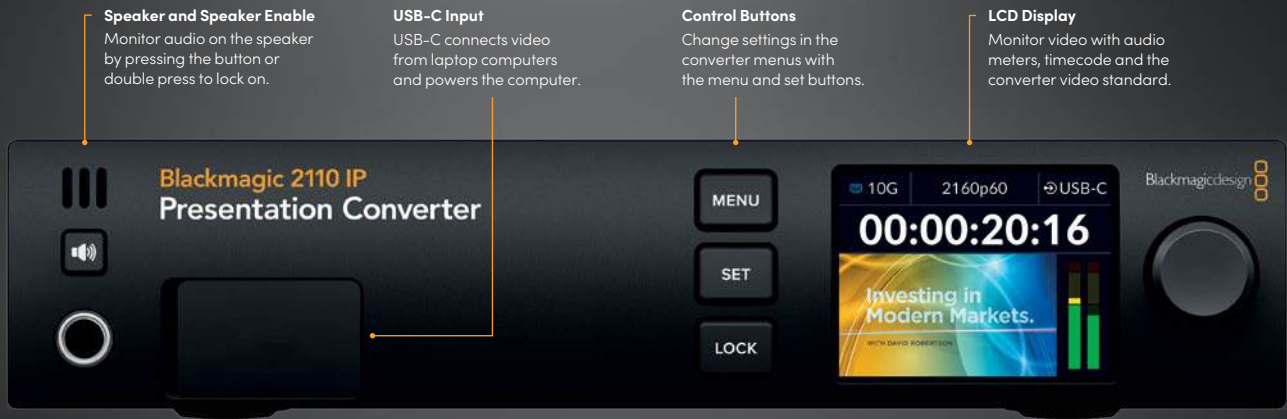 Speaker and Speaker Enable
Monitor audio on the speaker
by pressing the button or
double press to lock on.
USB-C Input
USB-C connects video
from laptop computers
and powers the computer.
Control Buttons
Change settings in the
converter menus with
the menu and set buttons.
LCD Display
Monitor video with audio
meters, timecode and the
converter video standard.
Blackmagic 2110 IP
Presentation Converter
MENU
SET
LOCK
10G 2160p60 USB-C
00:00:20:16
Investing in
Modern Markets.
WITH DAVID ROBERTSON
Blackmagicdesign